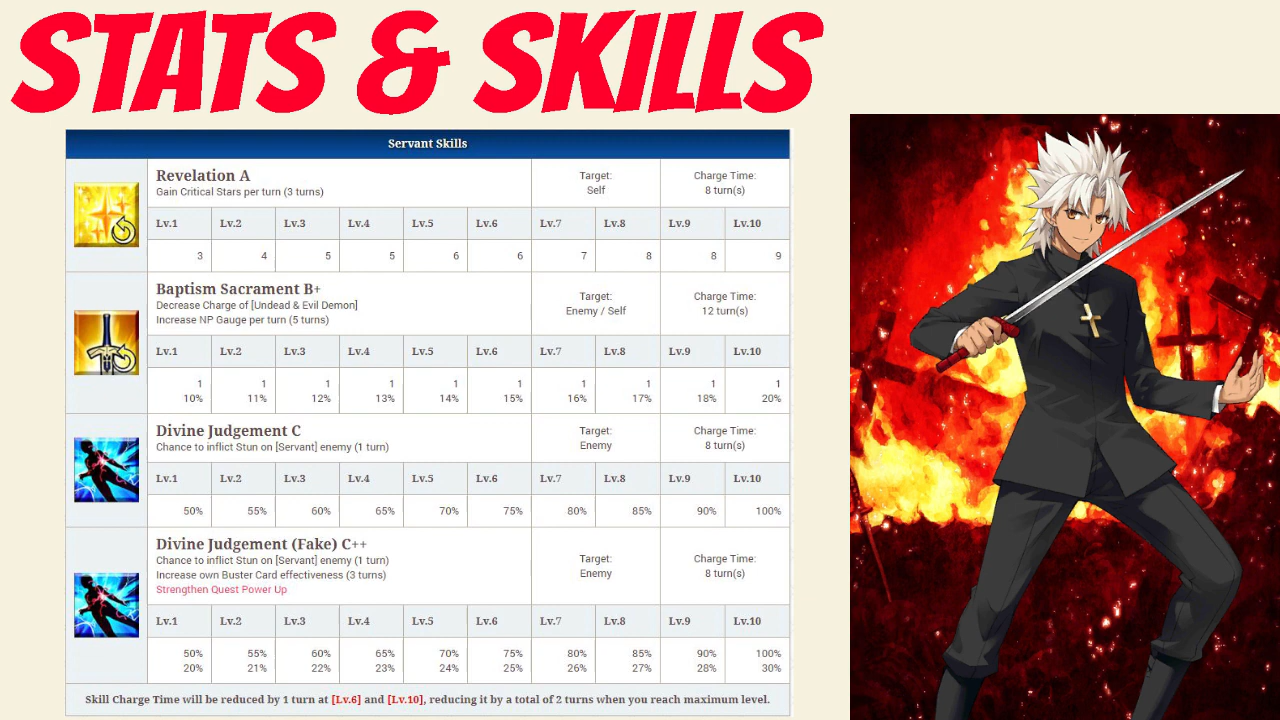 STATS & SKILLS
Servant Skills
Revelation A
Gain Critical Stars per turn (3 turns)
Target:
Self
Charge Time:
8 turn(s)
Lv.1 Lv.2 Lv.3 Lv.4 Lv.5 Lv.6 Lv.7 Lv.8 Lv.9 Lv.10
3 4 5 5 6 6 7 8 8 9
Baptism Sacrament B+
Decrease Charge of [Undead & Evil Demon]
Increase NP Gauge per turn (5 turns)
Target:
Enemy / Self
Charge Time:
12 turn(s)
Lv.1 Lv.2 Lv.3 Lv.4 Lv.5 Lv.6 Lv.7 Lv.8 Lv.9 Lv.10
1 1 1 1 1 1 1 1 1 1
10% 11% 12% 13% 14% 15% 16% 17% 18% 20%
Divine Judgement C
Chance to inflict Stun on [Servant] enemy (1 turn)
Target:
Enemy
Charge Time:
8 turn(s)
Lv.1 Lv.2 Lv.3 Lv.4 Lv.5 Lv.6 Lv.7 Lv.8 Lv.9 Lv.10
50% 55% 60% 65% 70% 75% 80% 85% 90% 100%
Divine Judgement (Fake) C++
Chance to inflict Stun on [Servant] enemy (1 turn)
Increase own Buster Card effectiveness (3 turns)
Strengthen Quest Power Up
Target:
Enemy
Charge Time:
8 turn(s)
Lv.1 Lv.2 Lv.3 Lv.4 Lv.5 Lv.6 Lv.7 Lv.8 Lv.9 Lv.10
50% 55% 60% 65% 70% 75% 80% 85% 90% 100%
20% 21% 22% 23% 24% 25% 26% 27% 28% 30%
Skill Charge Time will be reduced by 1 turn at [Lv.6] and [Lv.10], reducing it by a total of 2 turns when you reach maximum level.